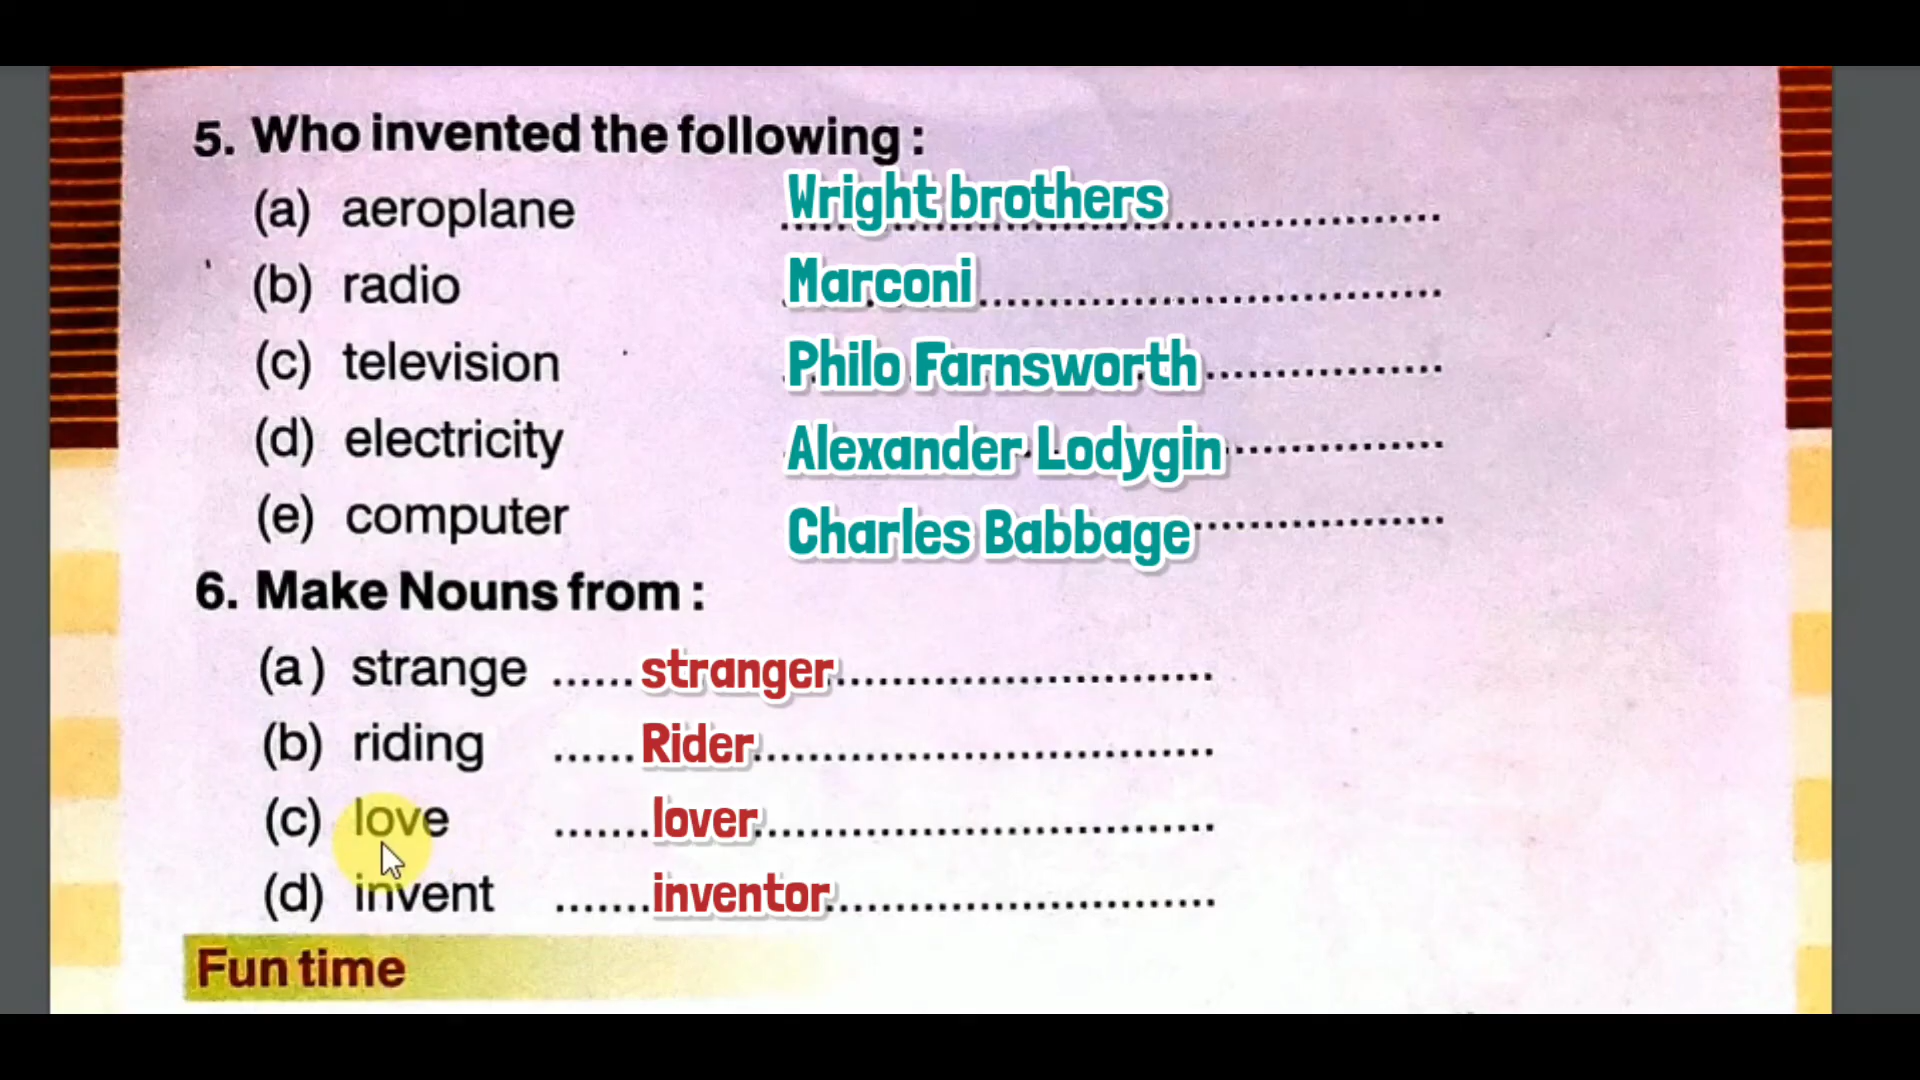 5. Who invented the following :
(a) aeroplane Wright brothers
(b) radio Marconi
(c) television Philo Farnsworth
(d) electricity Alexander Lodygin
(e) computer Charles Babbage
6. Make Nouns from :
(a) strange ...... stranger
(b) riding ...... Rider
(c) love ....... lover
(d) invent ....... inventor
Fun time